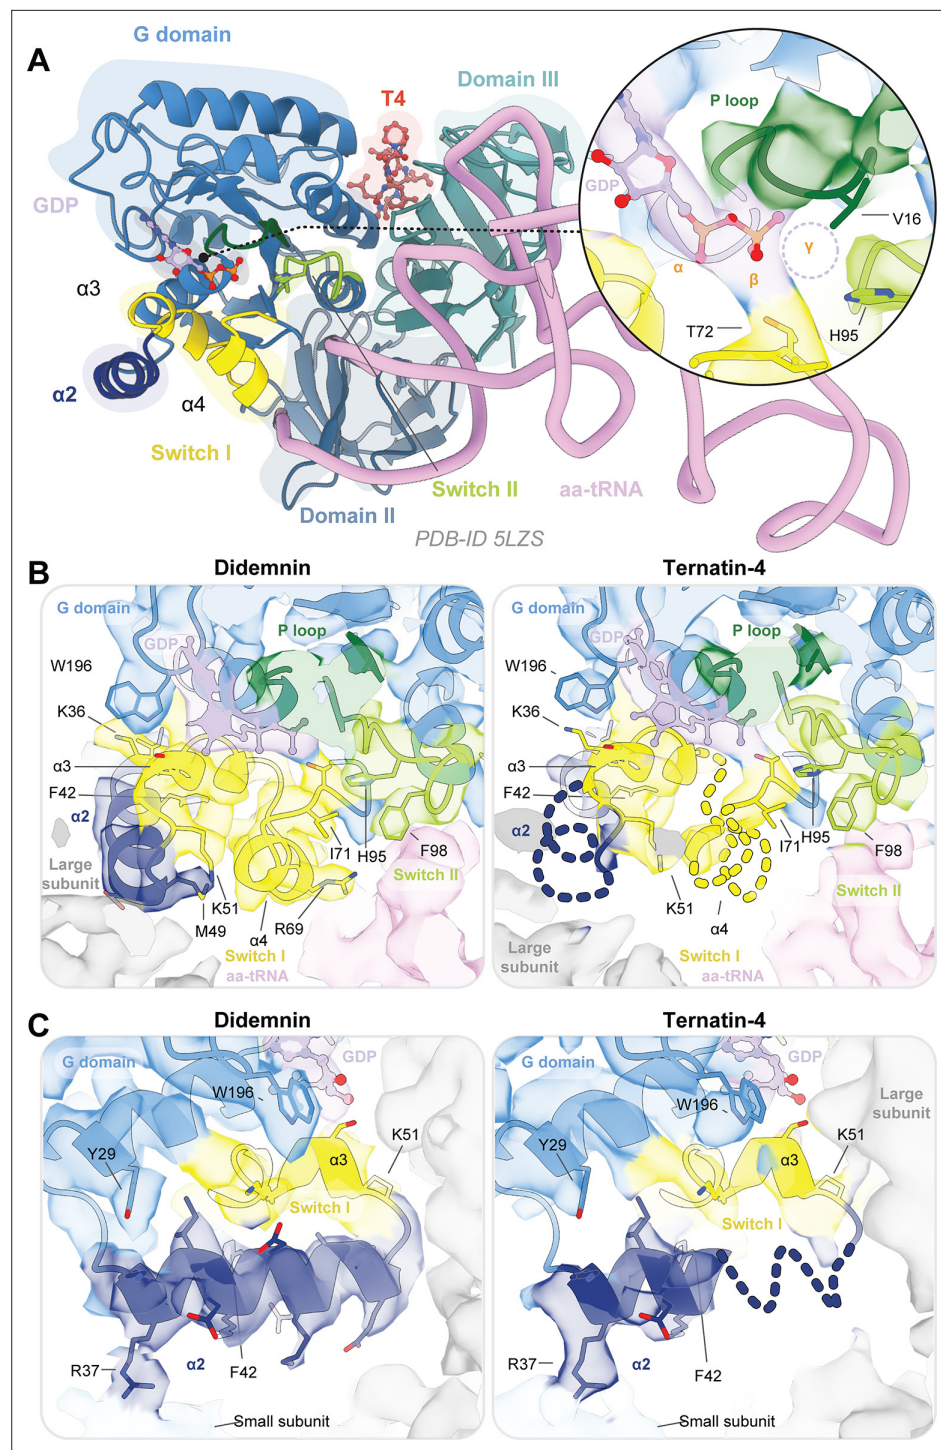 A
G domain
T4
Domain III
GDP
α3
α2
α4
Switch I
Domain II
Switch II
aa-tRNA
PDB-ID 5LZS
P loop
GDP
V16
γ
α
β
T72
H95
B
Didemnin
G domain
P loop
GDP
W196
K36
α3
F42
α2
Large
subunit
K51
M49
α4
R69
I71
H95
F98
Switch II
Switch I
aa-tRNA
Ternatin-4
G domain
P loop
GDP
W196
K36
α3
F42
α2
K51
α4
I71
H95
F98
Switch II
Large
subunit
Switch I
aa-tRNA
C
Didemnin
G domain
GDP
W196
K51
Y29
α3
Switch I
α2
R37
F42
Small subunit
Ternatin-4
G domain
GDP
W196
Large
subunit
K51
Y29
α3
Switch I
α2
R37
F42
Small subunit